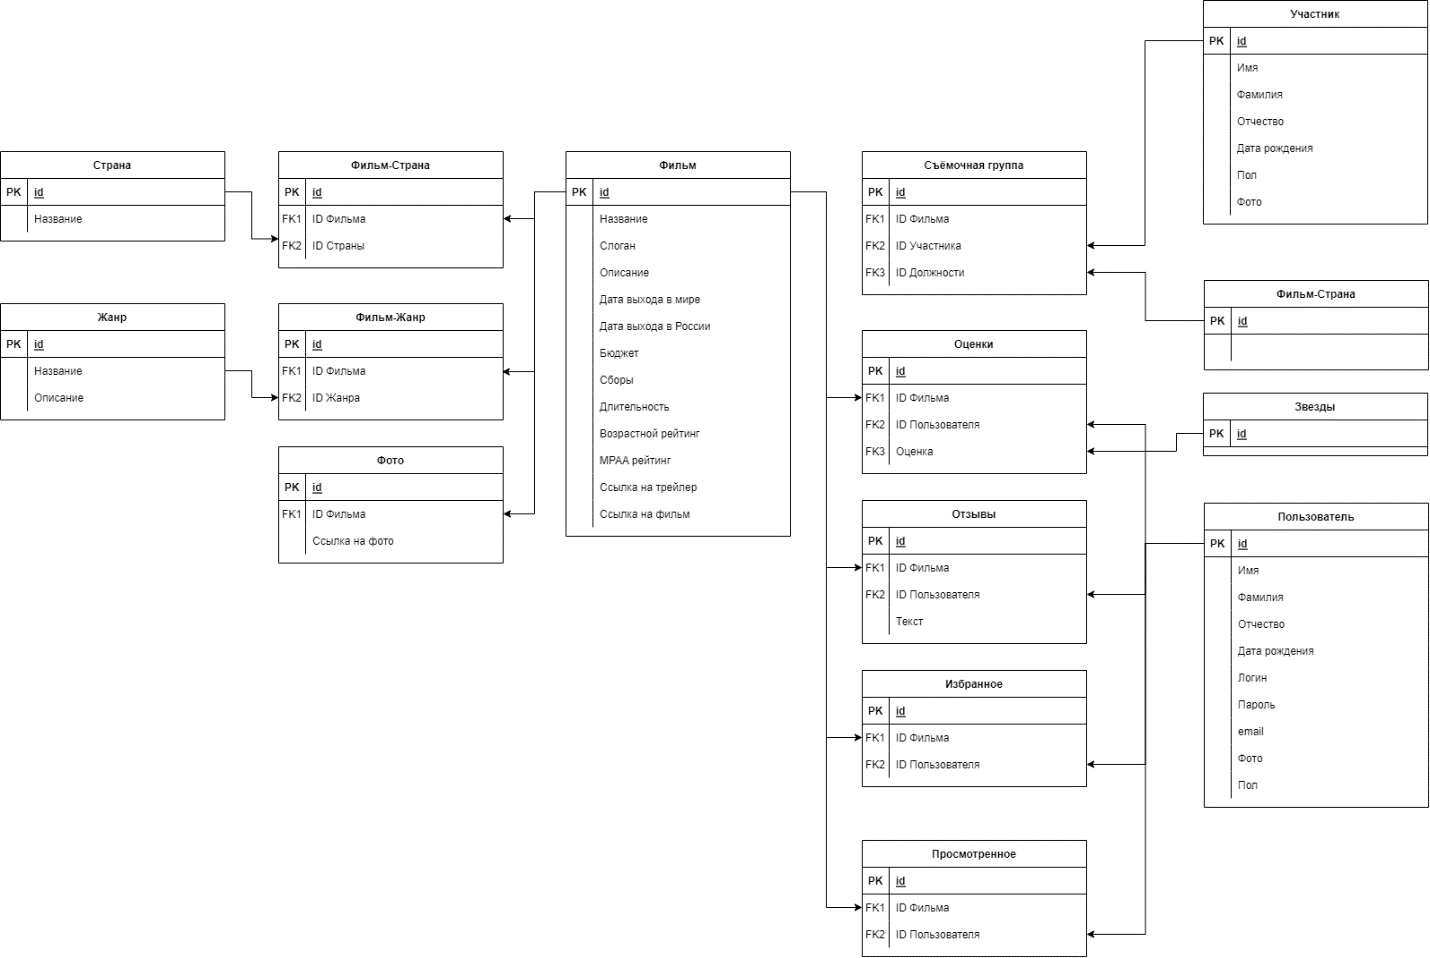 Страна
PK id
Название
Жанр
PK id
Название
Описание
Фильм-Страна
PK id
FK1 ID Фильма
FK2 ID Страны
Фильм-Жанр
PK id
FK1 ID Фильма
FK2 ID Жанра
Фото
PK id
FK1 ID Фильма
Ссылка на фото
Фильм
PK id
Название
Слоган
Описание
Дата выхода в мире
Дата выхода в России
Бюджет
Сборы
Длительность
Возрастной рейтинг
MPAA рейтинг
Ссылка на трейлер
Ссылка на фильм
Съёмочная группа
PK id
FK1 ID Фильма
FK2 ID Участника
FK3 ID Должности
Оценки
PK id
FK1 ID Фильма
FK2 ID Пользователя
FK3 Оценка
Отзывы
PK id
FK1 ID Фильма
FK2 ID Пользователя
Текст
Избранное
PK id
FK1 ID Фильма
FK2 ID Пользователя
Просмотренное
PK id
FK1 ID Фильма
FK2 ID Пользователя
Участник
PK id
Имя
Фамилия
Отчество
Дата рождения
Пол
Фото
Фильм-Страна
PK id
Звезды
PK id
Пользователь
PK id
Имя
Фамилия
Отчество
Дата рождения
Логин
Пароль
email
Фото
Пол